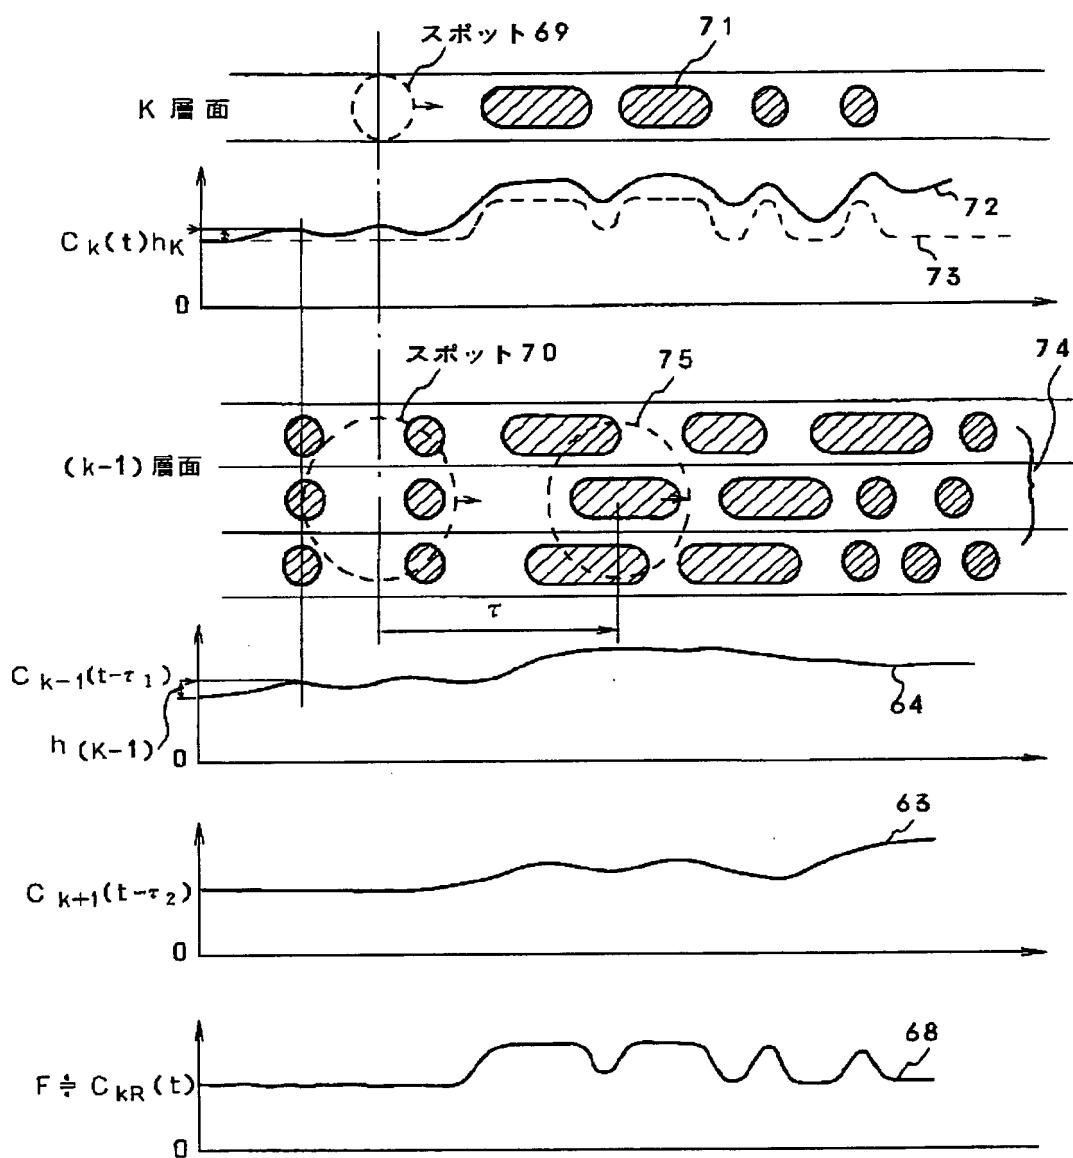 スポット69
71
K層面
Ck(t)hK
72
73
0
スポット70
75
74
(k-1)層面
τ
Ck-1(t-τ1)
h(K-1)
64
0
63
Ck+1(t-τ2)
0
68
F≒CkR(t)
0